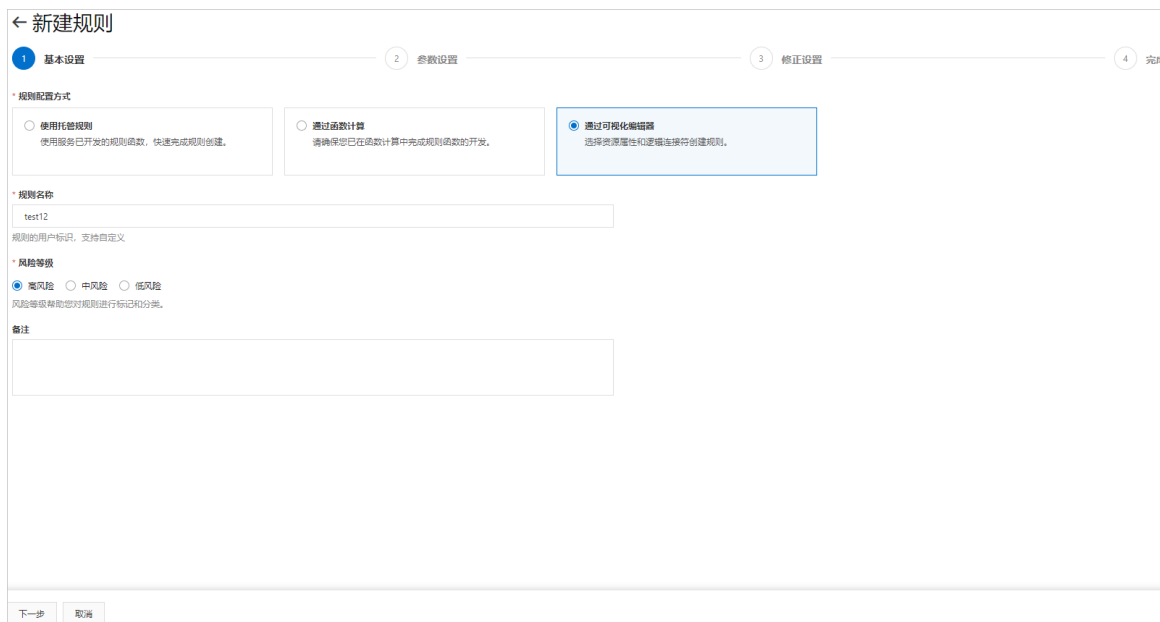 新建规则
1 基本设置 2 参数设置 3 修正设置 4 完成
* 规则配置方式
使用托管规则 通过函数计算 通过可视化编辑器
使用服务已开发的规则函数，快速完成规则创建。 请确保您已在函数计算中完成规则函数的开发。 选择资源属性和逻辑连接符创建规则。
* 规则名称
test12
规则的用户标识，支持自定义
* 风险等级
高风险 中风险 低风险
风险等级帮助您对规则进行标记和分类。
备注
下一步 取消